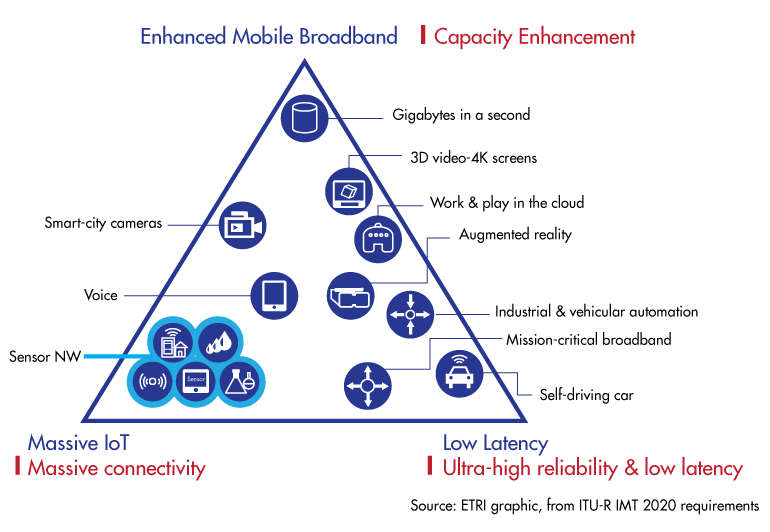 Enhanced Mobile Broadband
Capacity Enhancement
Gigabytes in a second
3D video-4K screens
Work & play in the cloud
Smart-city cameras
Augmented reality
Voice
Industrial & vehicular automation
Mission-critical broadband
Sensor NW
Sensor
Self-driving car
Massive IoT
Massive connectivity
Low Latency
Ultra-high reliability & low latency
Source: ETRI graphic, from ITU-R IMT 2020 requirements